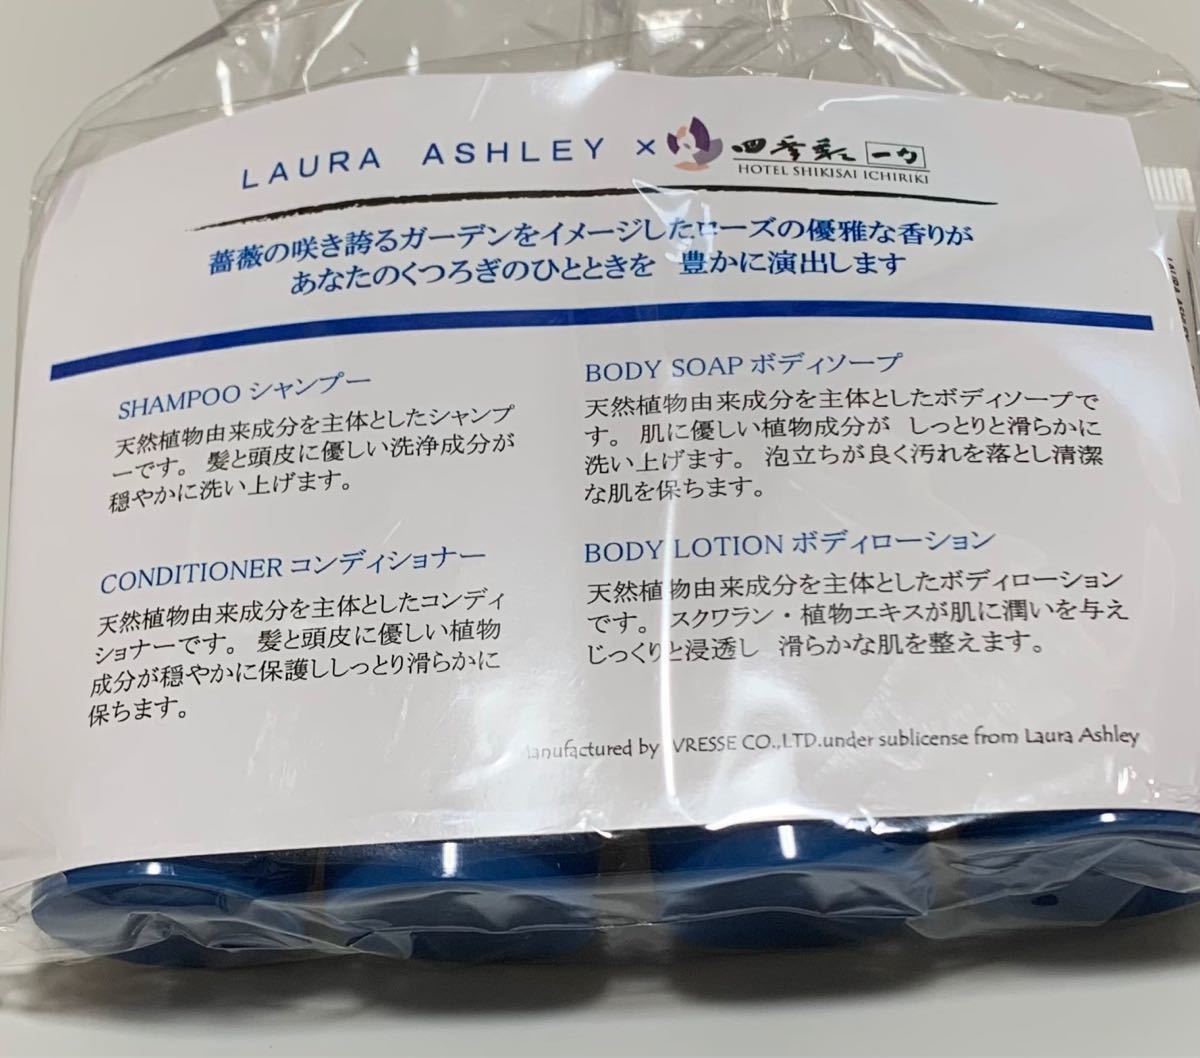 LAURA ASHLEY × 四季彩 一力
HOTEL SHIKISAI ICHIRIKI
薔薇の咲き誇るガーデンをイメージしたローズの優雅な香りが
あなたのくつろぎのひとときを 豊かに演出します
SHAMPOO シャンプー
天然植物由来成分を主体としたシャンプ
ーです。 髪と頭皮に優しい洗浄成分が
穏やかに洗い上げます。
CONDITIONER コンディショナー
天然植物由来成分を主体としたコンディ
ショナーです。 髪と頭皮に優しい植物
成分が穏やかに保護ししっとり滑らかに
保ちます。
BODY SOAP ボディソープ
天然植物由来成分を主体としたボディソープで
す。 肌に優しい植物成分が しっとりと滑らかに
洗い上げます。 泡立ちが良く汚れを落とし清潔
な肌を保ちます。
BODY LOTION ボディローション
天然植物由来成分を主体としたボディローション
です。 スクワラン・植物エキスが肌に潤いを与え
じっくりと浸透し 滑らかな肌を整えます。
anufactured by VRESSE CO.,LTD.under sublicense from Laura Ashley
LAURA ASHLEY